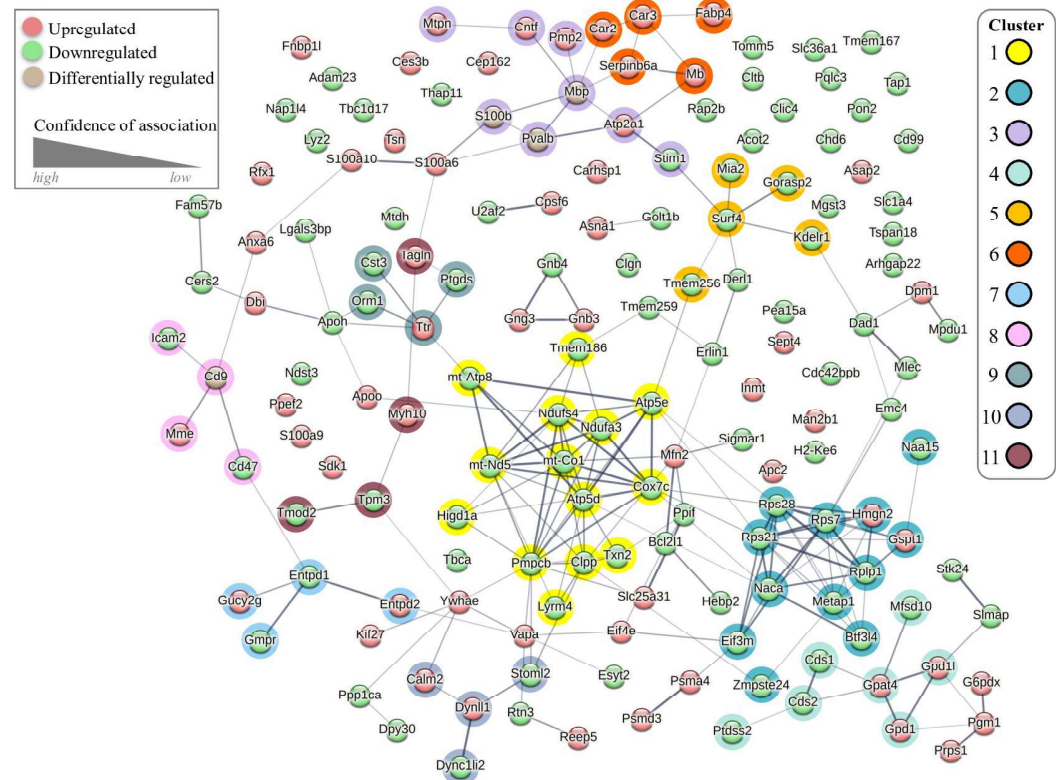 Upregulated
Downregulated
Differentially regulated
Confidence of association
high low
Cluster
1
2
3
4
5
6
7
8
9
10
11
Mtpn
Cntf
Pmp2
Car2
Car3
Fabp4
Fnbp1l
Ces3b
Cep162
Serpinb6a
Mb
Tomm5
Slc36a1
Tmem167
Adam23
Thap11
Mbp
Cltb
Pqlc3
Tap1
Nap1l4
Tbc1d17
S100b
Rap2b
Clic4
Pon2
Lyz2
Tsn
Pvalb
Atp2a1
Acot2
Chd6
Cd99
Rfx1
S100a10
S100a6
Stim1
Carhsp1
Mia2
Gorasp2
Asap2
Fam57b
Mtdh
U2af2
Cpsf6
Asna1
Golt1b
Surf4
Mgst3
Slc1a4
Anxa6
Lgals3bp
Kdelr1
Tspan18
Cst3
Tagln
Ptgds
Gnb4
Clgn
Arhgap22
Cers2
Tmem256
Derl1
Dbi
Orm1
Tmem259
Dpm1
Apoh
Ttr
Gng3
Gnb3
Pea15a
Dad1
Mpdu1
Icam2
Tmem186
Erlin1
Sept4
Cd9
Ndst3
mt-Atp8
Cdc42bpb
Mlec
Apoo
Inmt
Ppef2
Myh10
Ndufs4
Atp5e
Emc4
Mme
S100a9
Ndufa3
Man2b1
Sigmar1
H2-Ke6
Naa15
Cd47
Sdk1
mt-Nd5
mt-Co1
Mfn2
Apc2
Tmod2
Tpm3
Atp5d
Cox7c
Higd1a
Ppif
Rps28
Rps7
Hmgn2
Rps21
Gspt1
Tbca
Pmpcb
Clpp
Txn2
Bcl2l1
Entpd1
Rplp1
Stk24
Gucy2g
Entpd2
Ywhae
Lyrm4
Slc25a31
Hebp2
Naca
Metap1
Mfsd10
Slmap
Gmpr
Kif27
Vapa
Eif4e
Eif3m
Btf3l4
Calm2
Stoml2
Esyt2
Psma4
Zmpste24
Cds1
Gpat4
Gpd1l
G6pdx
Ppp1ca
Dynll1
Rtn3
Psmd3
Cds2
Dpy30
Reep5
Ptdss2
Gpd1
Pgm1
Dync1li2
Prps1